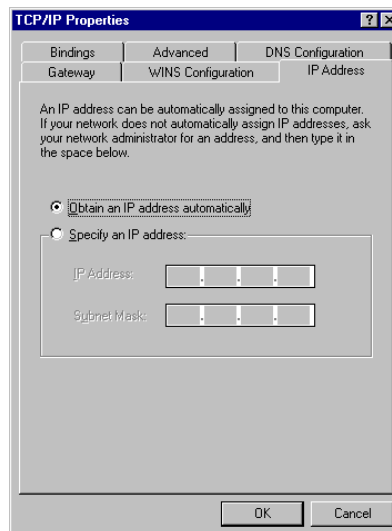 TCP/IP Properties
Bindings Advanced DNS Configuration
Gateway WINS Configuration IP Address
An IP address can be automatically assigned to this computer.
If your network does not automatically assign IP addresses, ask
your network administrator for an address, and then type it in
the space below.
Obtain an IP address automatically
Specify an IP address:
IP Address:
Subnet Mask:
OK Cancel